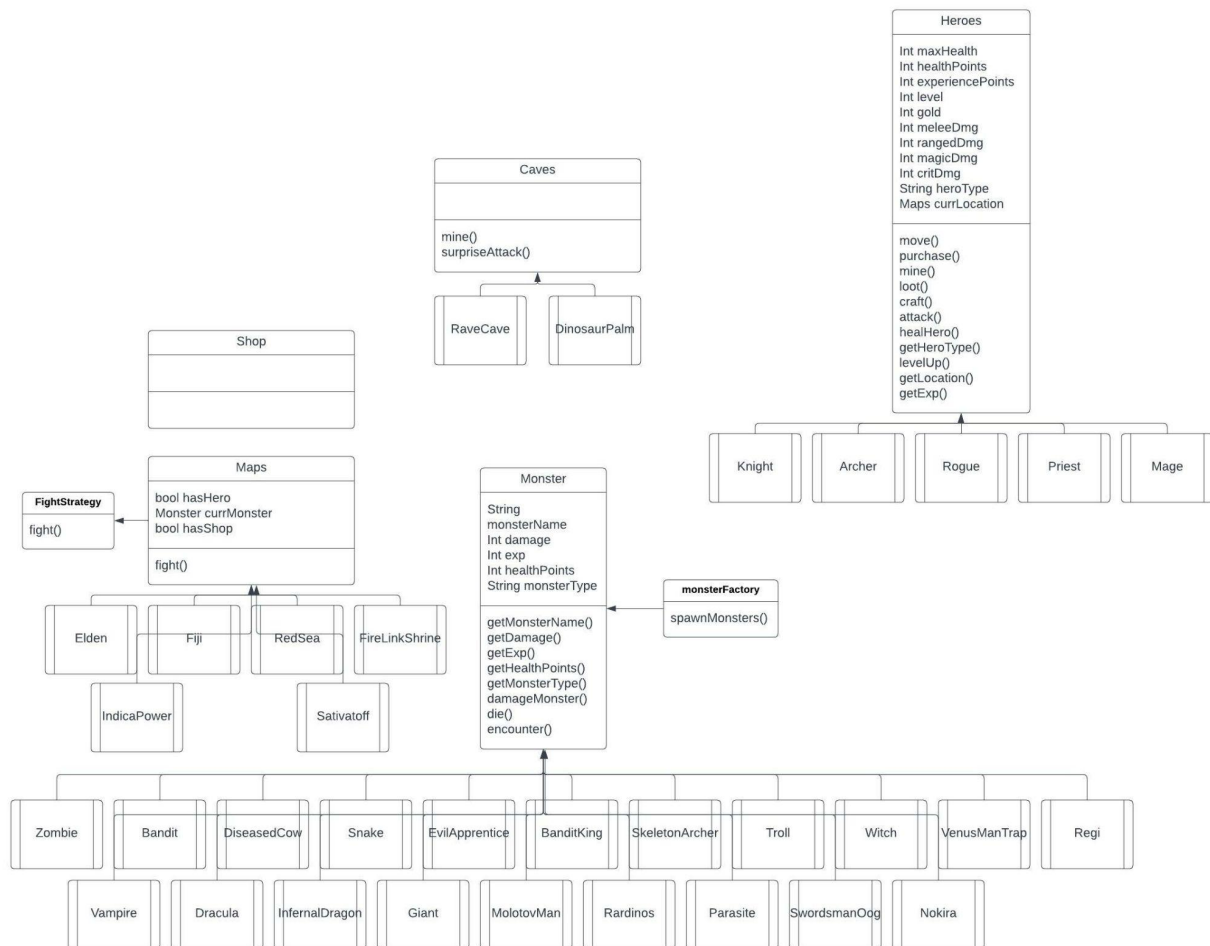 Heroes
Int maxHealth
Int healthPoints
Int experiencePoints
Int level
Int gold
Int meleeDmg
Int rangedDmg
Int magicDmg
Int critDmg
String heroType
Maps currLocation
move()
purchase()
mine()
loot()
craft()
attack()
healHero()
getHeroType()
levelUp()
getLocation()
getExp()
Knight
Archer
Rogue
Priest
Mage
Caves
mine()
surpriseAttack()
RaveCave
DinosaurPalm
Shop
Maps
bool hasHero
Monster currMonster
bool hasShop
fight()
FightStrategy
fight()
Elden
Fiji
RedSea
FireLinkShrine
IndicaPower
Sativatoff
Monster
String
monsterName
Int damage
Int exp
Int healthPoints
String monsterType
getMonsterName()
getDamage()
getExp()
getHealthPoints()
getMonsterType()
damageMonster()
die()
encounter()
monsterFactory
spawnMonsters()
Zombie
Bandit
DiseasedCow
Snake
EvilApprentice
BanditKing
SkeletonArcher
Troll
Witch
VenusManTrap
Regi
Vampire
Dracula
InfernalDragon
Giant
MolotovMan
Rardinos
Parasite
SwordsmanOog
Nokira